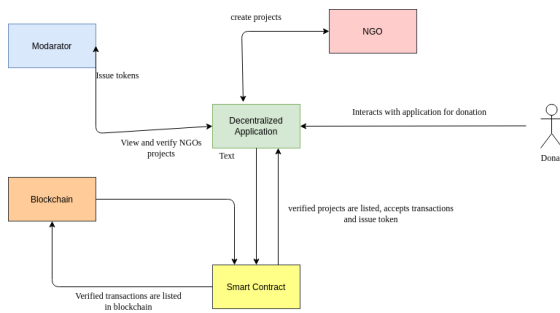 create projects
NGO
Modarator
Issue tokens
Decentralized
Application
Interacts with application for donation
View and verify NGOs
projects
Text
Dona
Blockchain
verified projects are listed, accepts transactions
and issue token
Smart Contract
Verified transactions are listed
in blockchain